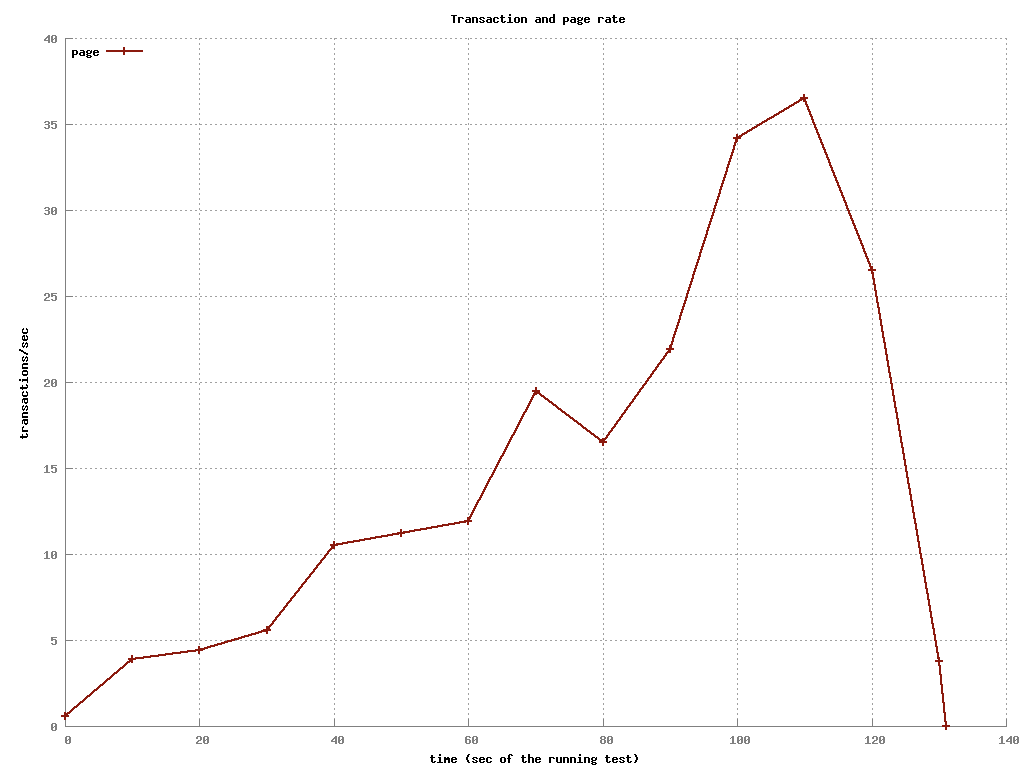 Transaction and page rate
page
40
35
30
25
20
15
10
5
0
transactions/sec
0 20 40 60 80 100 120 140
time (sec of the running test)